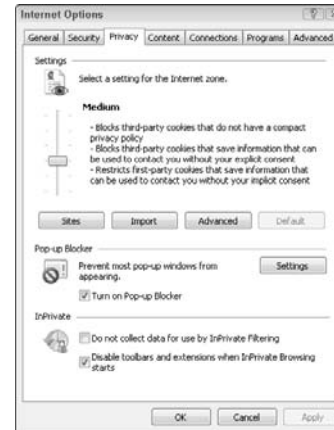 Internet Options
General Security Privacy Content Connections Programs Advanced
Settings
Select a setting for the Internet zone.
Medium
- Blocks third-party cookies that do not have a compact
privacy policy
- Blocks third-party cookies that save information that can
be used to contact you without your explicit consent
- Restricts first-party cookies that save information that
can be used to contact you without your implicit consent
Sites Import Advanced Default
Pop-up Blocker
Prevent most pop-up windows from
appearing.
Settings
Turn on Pop-up Blocker
InPrivate
Do not collect data for use by InPrivate Filtering
Disable toolbars and extensions when InPrivate Browsing
starts
OK Cancel Apply